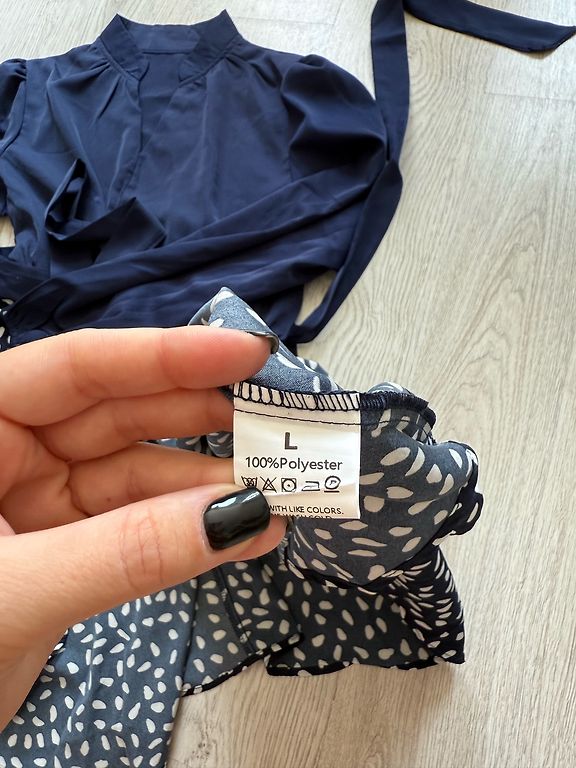 L
100%Polyester
WITH LIKE COLORS.